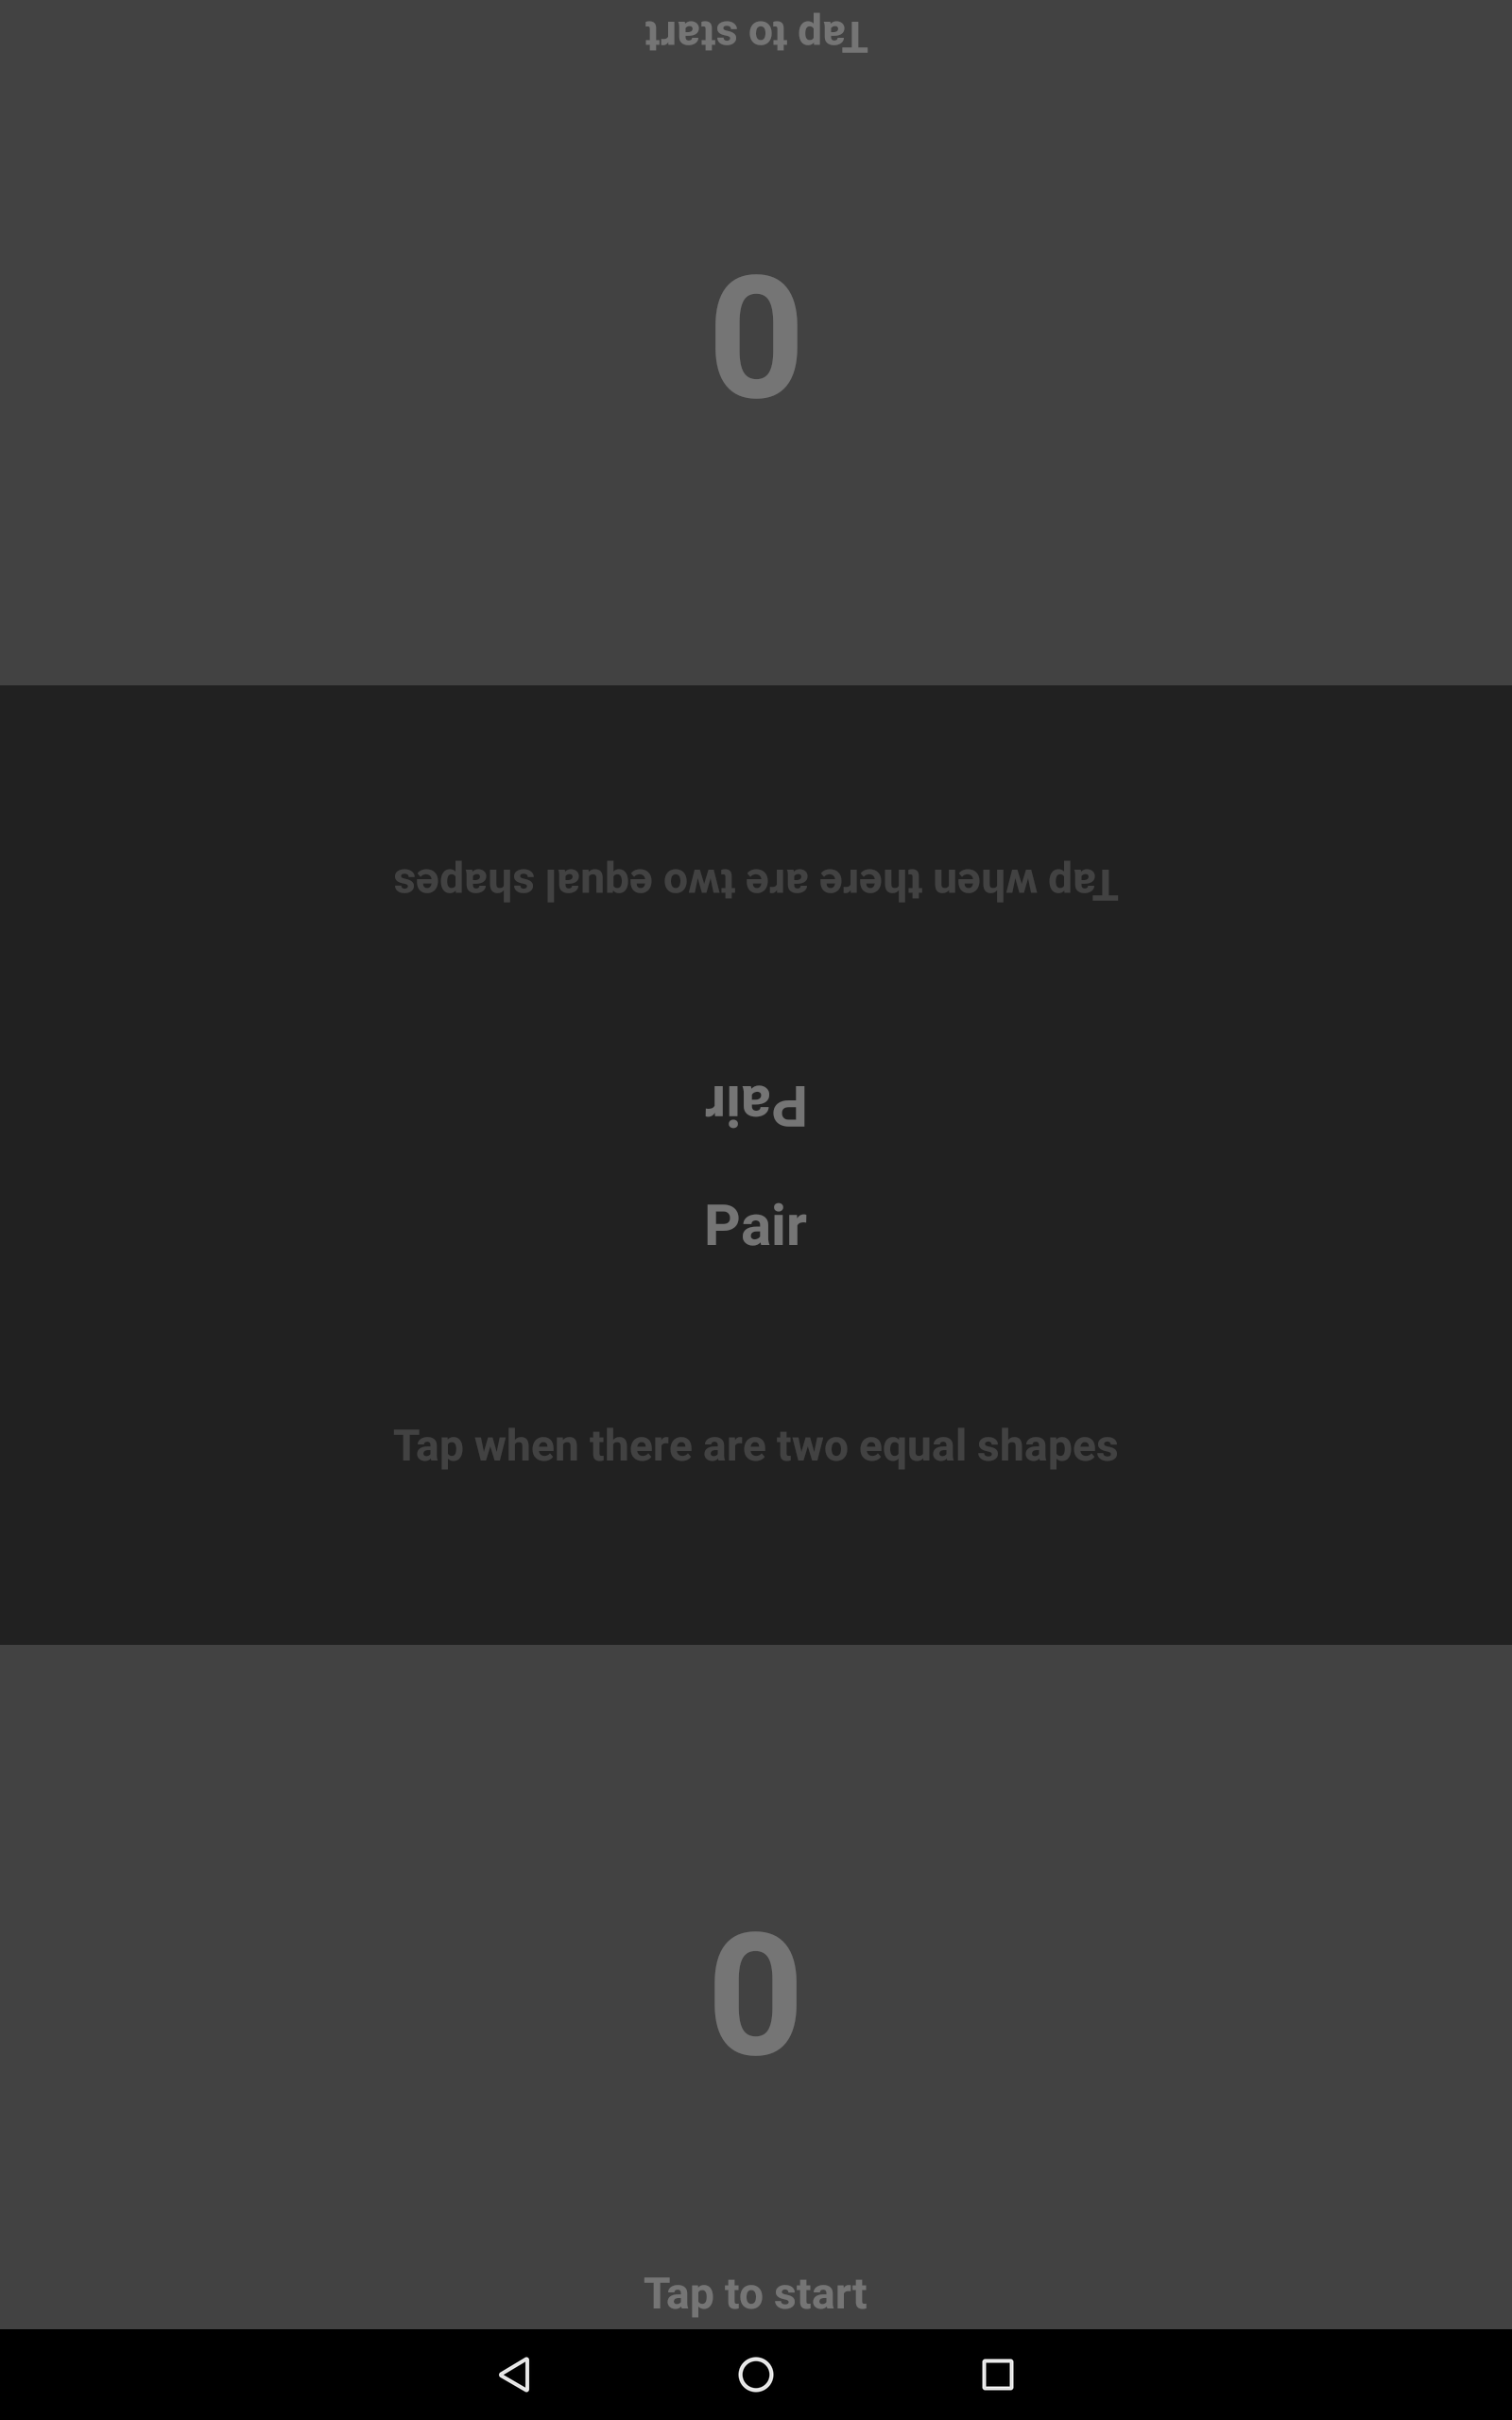 Tap to start
0
Tap when there are two equal shapes
Pair
Pair
Tap when there are two equal shapes
0
Tap to start